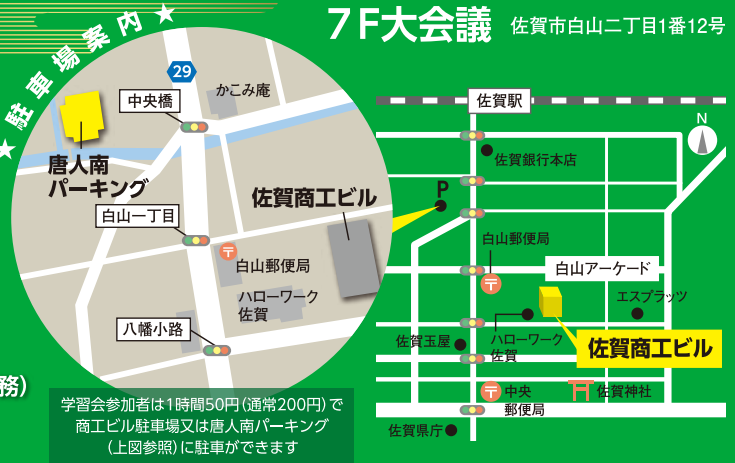 7F大会議 佐賀市白山二丁目1番12号
★駐車場案内★
29
中央橋
かこみ庵
唐人南
パーキング
佐賀商工ビル
白山一丁目
〒
白山郵便局
ハローワーク
佐賀
八幡小路
務）
学習会参加者は1時間50円（通常200円）で
商工ビル駐車場又は唐人南パーキング
（上図参照）に駐車ができます
佐賀駅
N
佐賀銀行本店
P
白山郵便局
〒
白山アーケード
エスプラッツ
佐賀玉屋
ハローワーク
佐賀
佐賀商工ビル
〒
中央
郵便局
佐賀神社
佐賀県庁